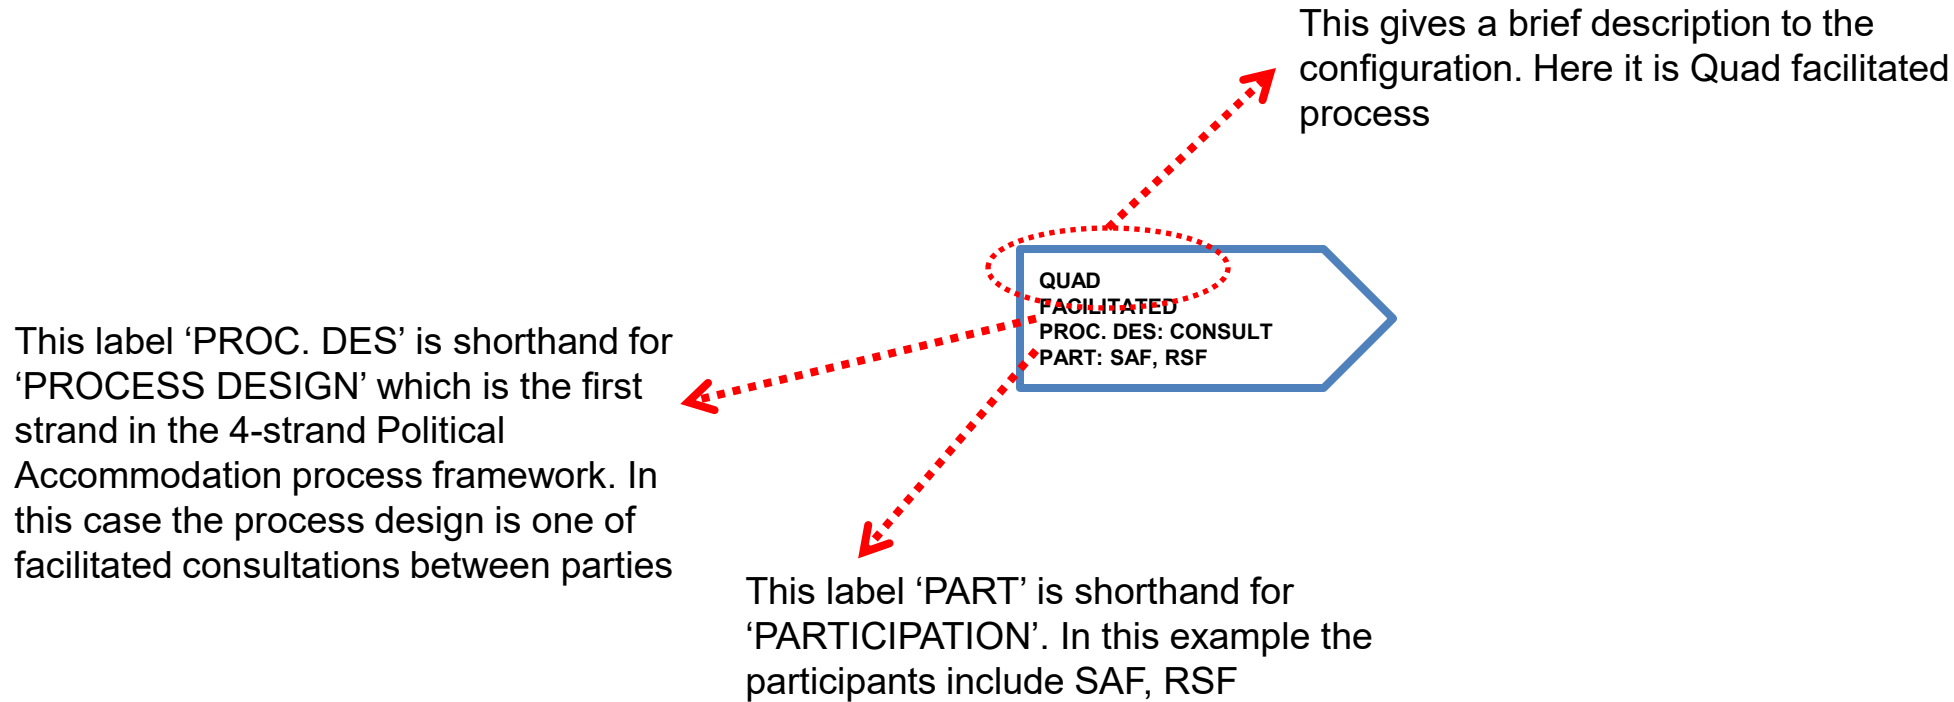 This gives a brief description to the
configuration. Here it is Quad facilitated
process
QUAD
FACILITATED
PROC. DES: CONSULT
PART: SAF, RSF
This label ‘PROC. DES’ is shorthand for
‘PROCESS DESIGN’ which is the first
strand in the 4-strand Political
Accommodation process framework. In
this case the process design is one of
facilitated consultations between parties
This label ‘PART’ is shorthand for
‘PARTICIPATION’. In this example the
participants include SAF, RSF